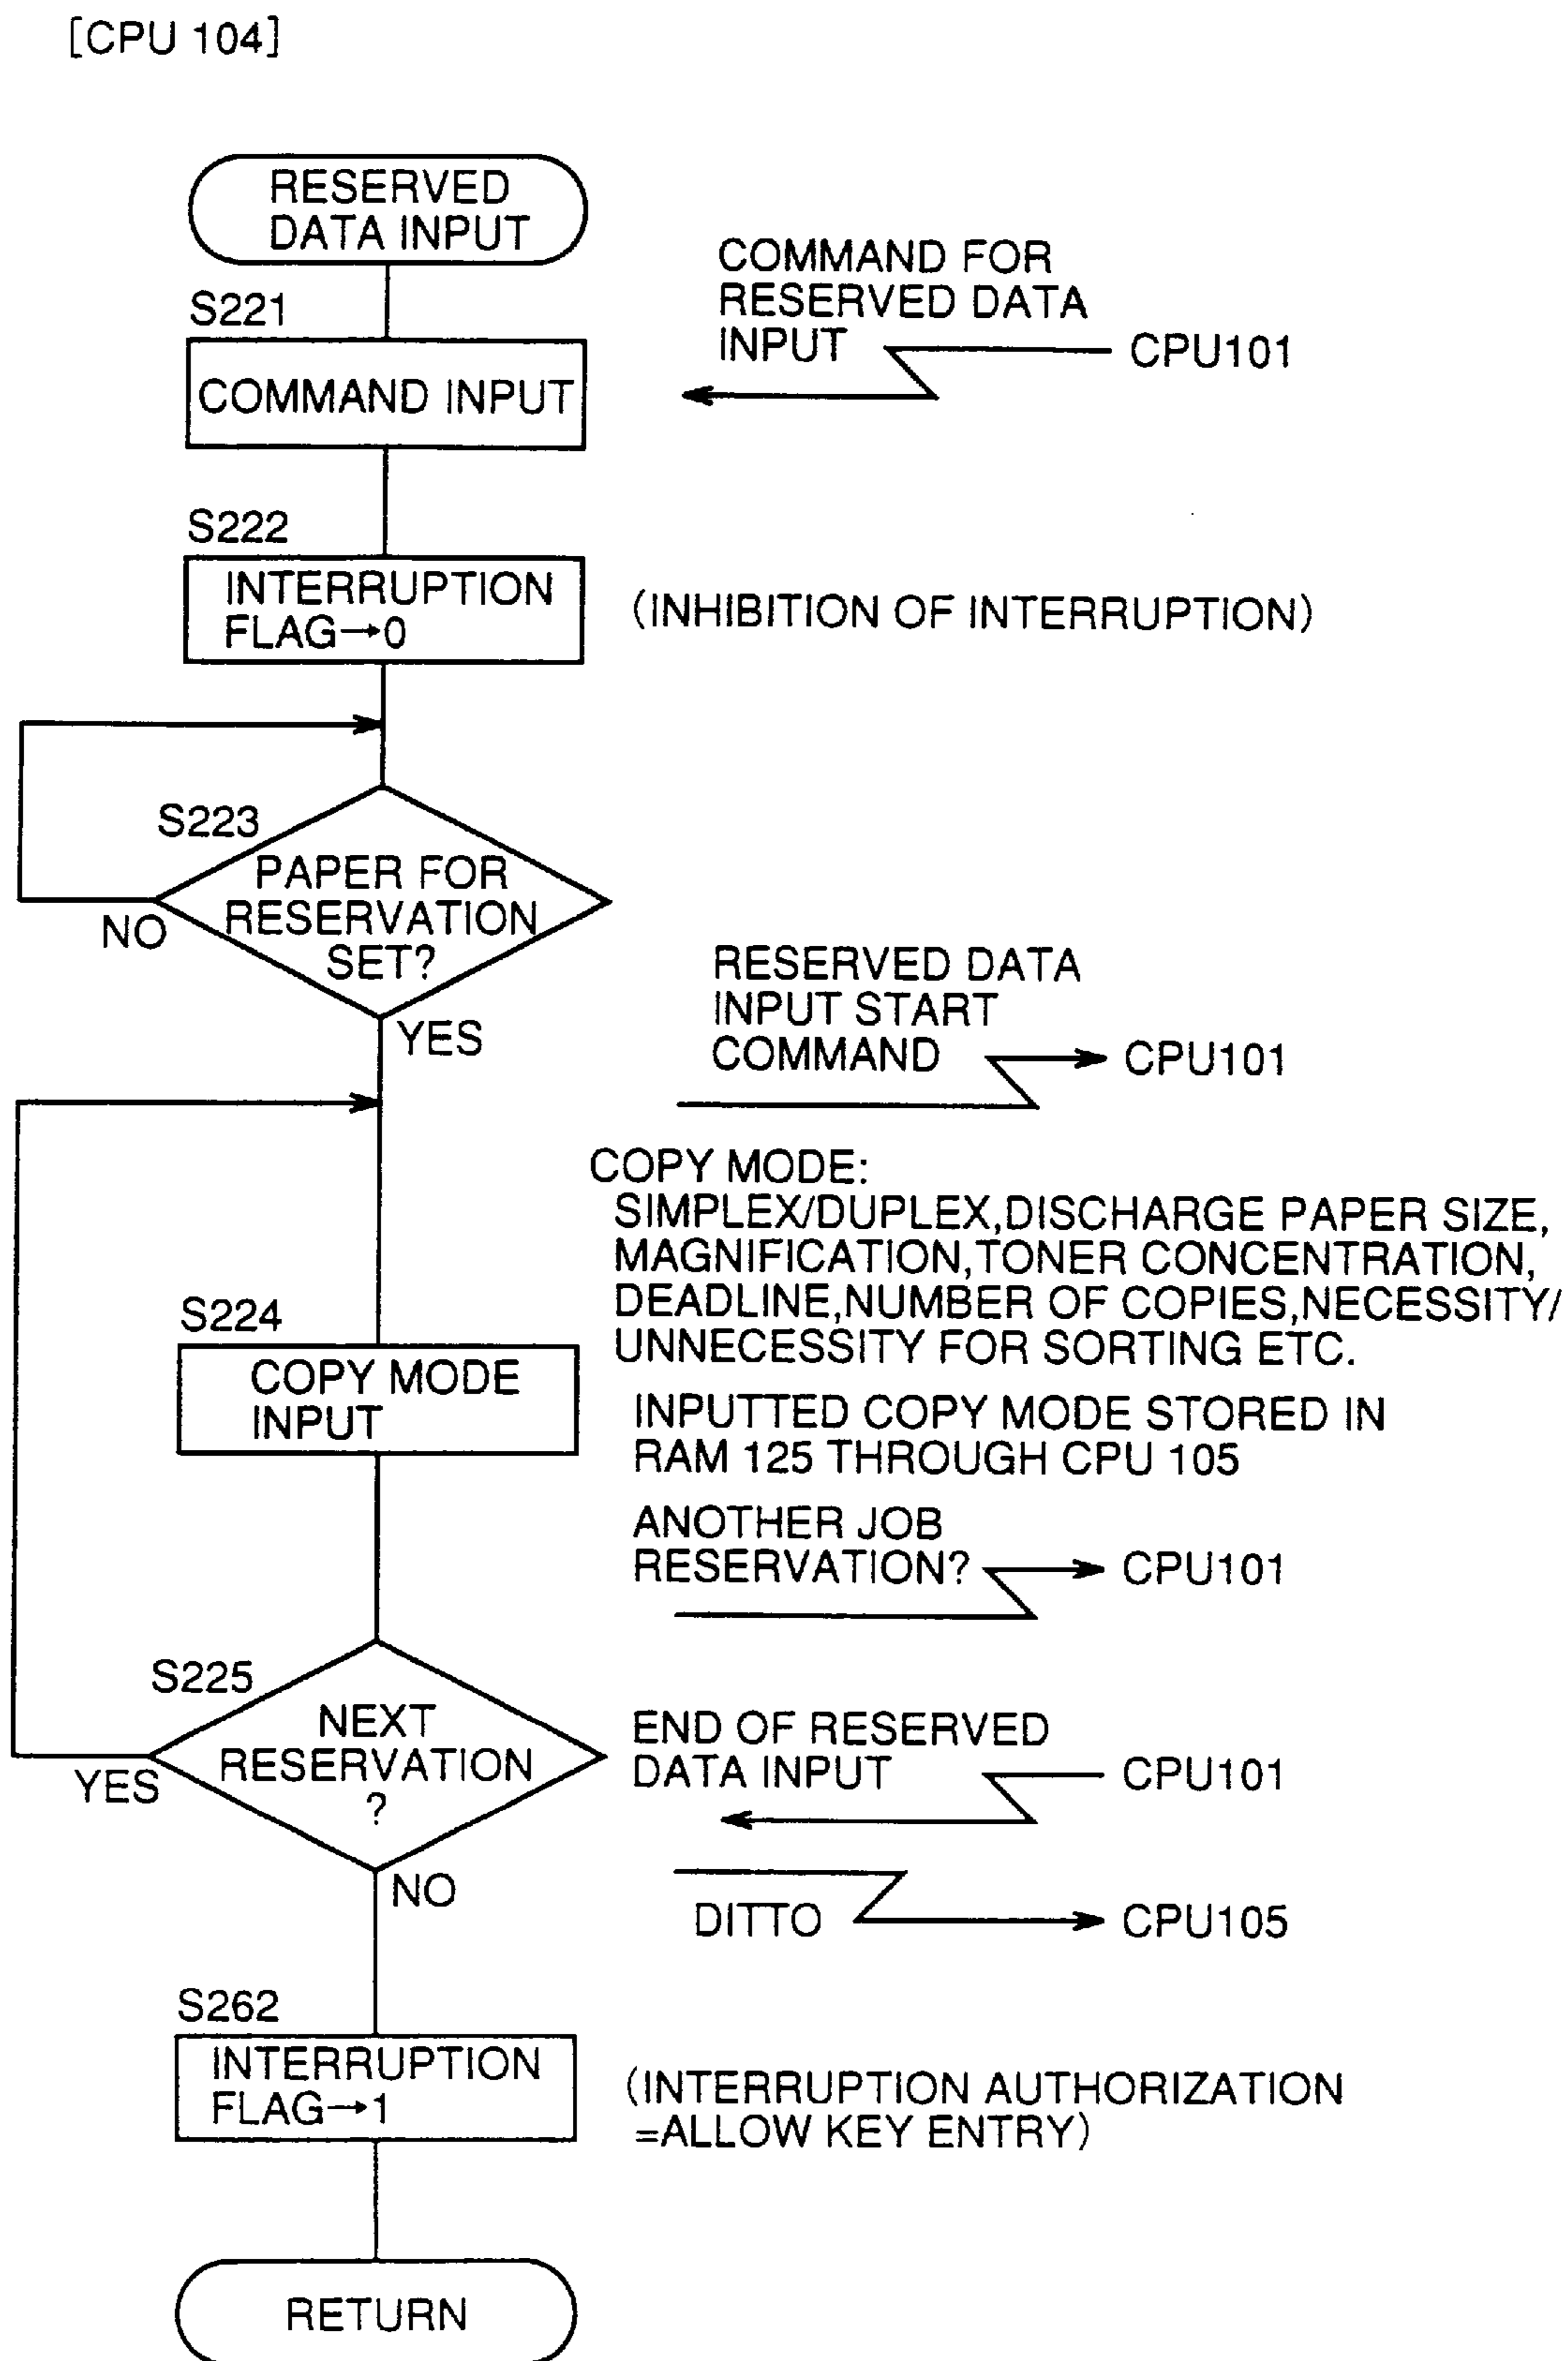 [CPU 104]
RESERVED
DATA INPUT
COMMAND FOR
RESERVED DATA
INPUT
CPU101
S221
COMMAND INPUT
S222
INTERRUPTION
FLAG→0
(INHIBITION OF INTERRUPTION)
S223
PAPER FOR
RESERVATION
SET?
NO
YES
RESERVED DATA
INPUT START
COMMAND
CPU101
COPY MODE:
SIMPLEX/DUPLEX,DISCHARGE PAPER SIZE,
MAGNIFICATION,TONER CONCENTRATION,
DEADLINE,NUMBER OF COPIES,NECESSITY/
UNNECESSITY FOR SORTING ETC.
S224
COPY MODE
INPUT
INPUTTED COPY MODE STORED IN
RAM 125 THROUGH CPU 105
ANOTHER JOB
RESERVATION?
CPU101
S225
NEXT
RESERVATION
?
YES
NO
END OF RESERVED
DATA INPUT
CPU101
DITTO
CPU105
S262
INTERRUPTION
FLAG→1
(INTERRUPTION AUTHORIZATION
=ALLOW KEY ENTRY)
RETURN